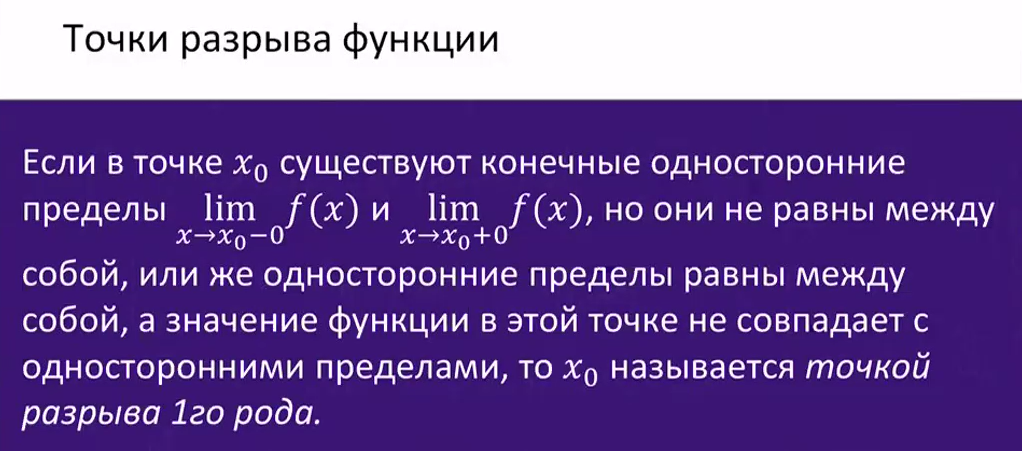 Точки разрыва функции
Если в точке x₀ существуют конечные односторонние
пределы lim f(x) и lim f(x), но они не равны между
x→x₀−0 x→x₀+0
собой, или же односторонние пределы равны между
собой, а значение функции в этой точке не совпадает с
односторонними пределами, то x₀ называется точкой
разрыва 1го рода.